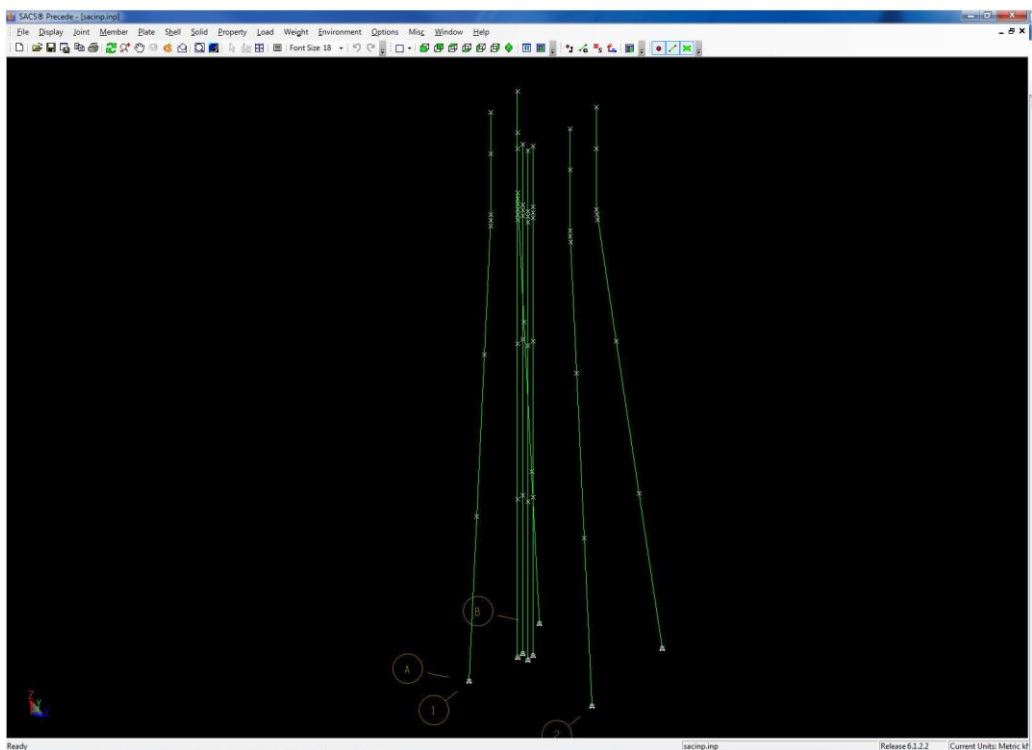 SACS® Precede - [sacinp.inp]
File Display Joint Member Plate Shell Solid Property Load Weight Environment Options Misc Window Help
Font Size 18
B
A
1
2
Z
Y
Ready sacinp.inp Release 6.1.2.2 Current Units: Metric kf